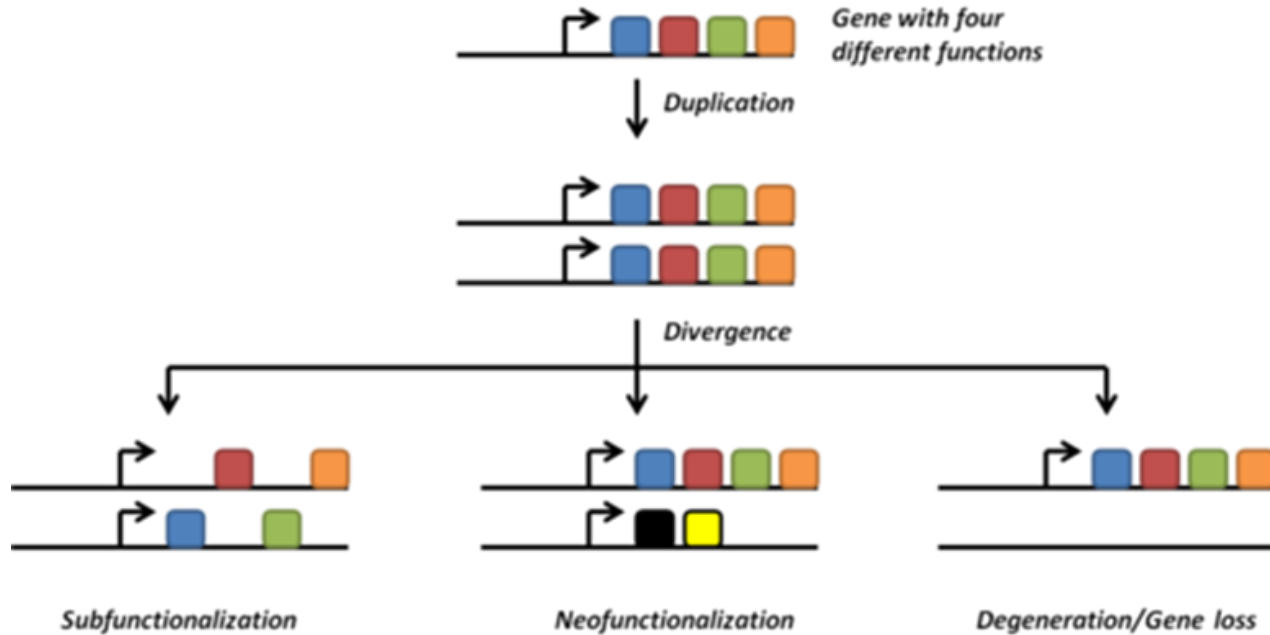 Gene with four
different functions
Duplication
Divergence
Subfunctionalization
Neofunctionalization
Degeneration/Gene loss